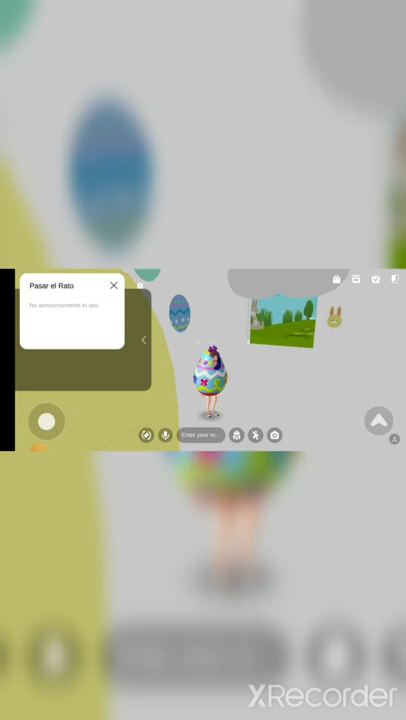 Pasar el Rato
No announcements to see.
Enter your m...
XRecorder